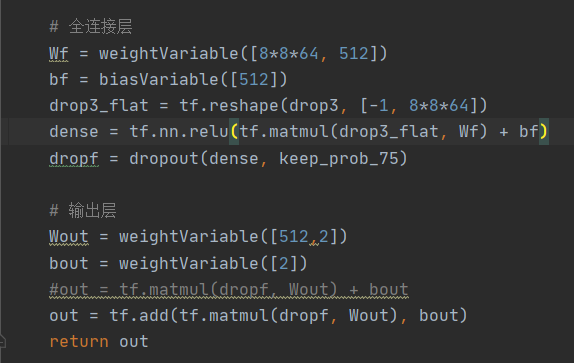 # 全连接层
Wf = weightVariable([8*8*64, 512])
bf = biasVariable([512])
drop3_flat = tf.reshape(drop3, [-1, 8*8*64])
dense = tf.nn.relu(tf.matmul(drop3_flat, Wf) + bf)
dropf = dropout(dense, keep_prob_75)
# 输出层
Wout = weightVariable([512,2])
bout = weightVariable([2])
#out = tf.matmul(dropf, Wout) + bout
out = tf.add(tf.matmul(dropf, Wout), bout)
return out